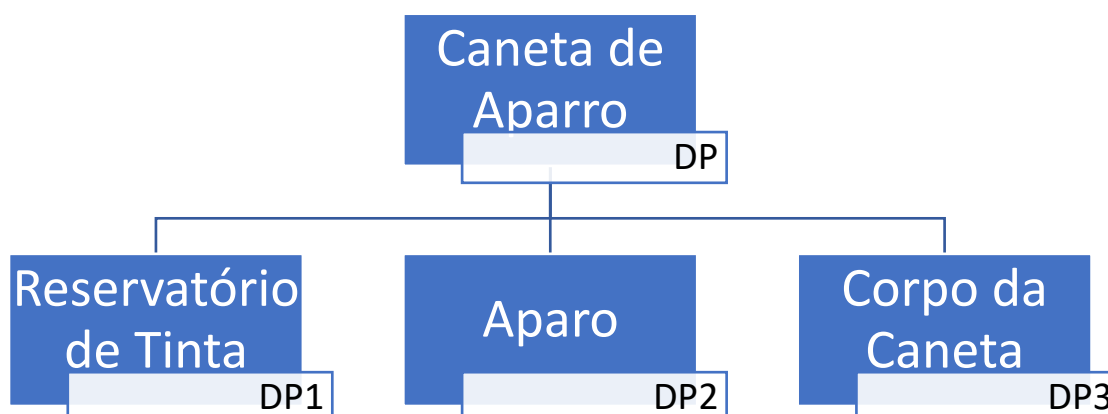 Caneta de
Aparro
DP
Reservatório
de Tinta
DP1
Aparo
DP2
Corpo da
Caneta
DP3